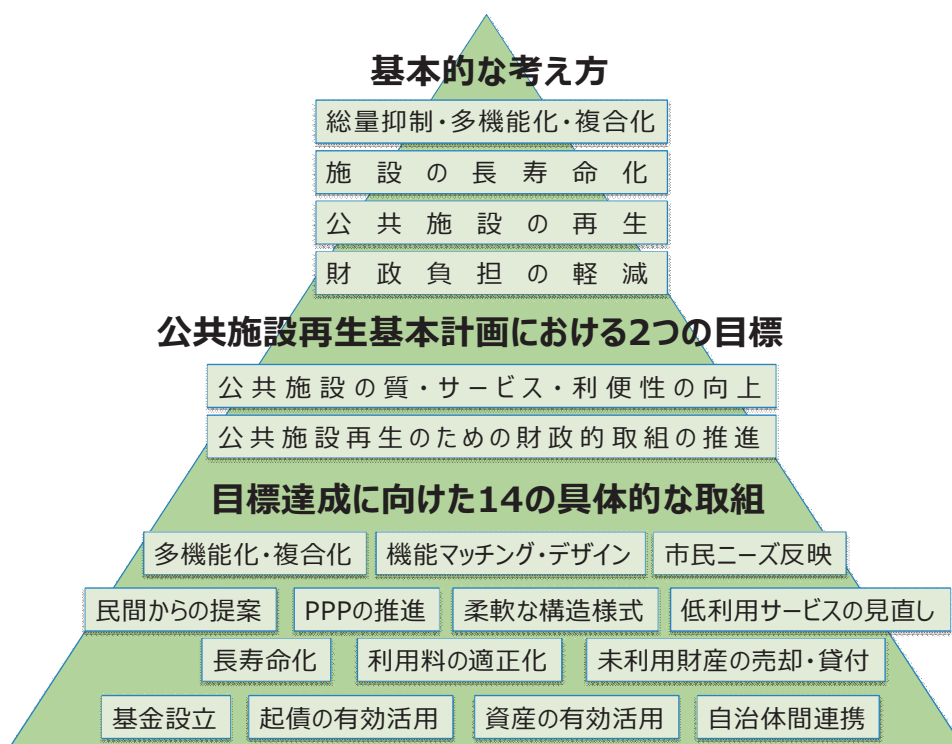 基本的な考え方
総量抑制・多機能化・複合化
施設の長寿命化
公共施設の再生
財政負担の軽減
公共施設再生基本計画における2つの目標
公共施設の質・サービス・利便性の向上
公共施設再生のための財政的取組の推進
目標達成に向けた14の具体的な取組
多機能化・複合化 機能マッチング・デザイン 市民ニーズ反映
民間からの提案 PPPの推進 柔軟な構造様式 低利用サービスの見直し
長寿命化 利用料の適正化 未利用財産の売却・貸付
基金設立 起債の有効活用 資産の有効活用 自治体間連携